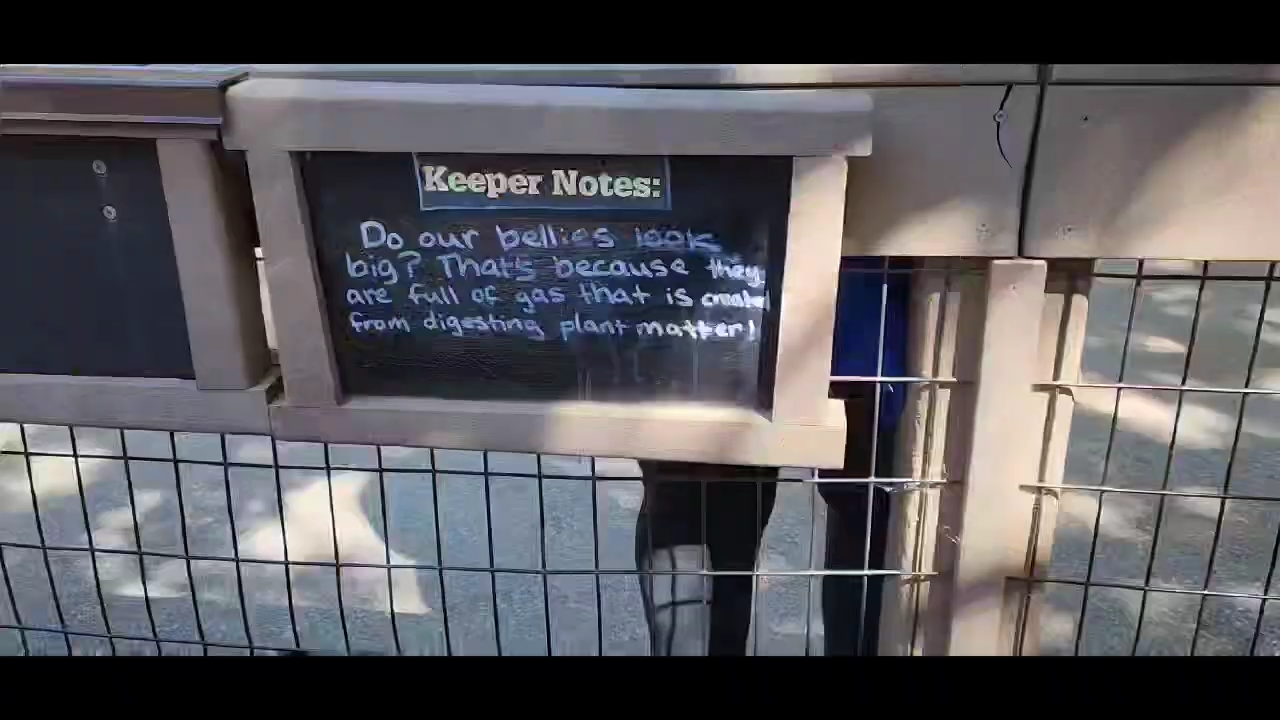 Keeper Notes:
Do our bellies look
big? That's because they
are full of gas that is created
from digesting plant matter!